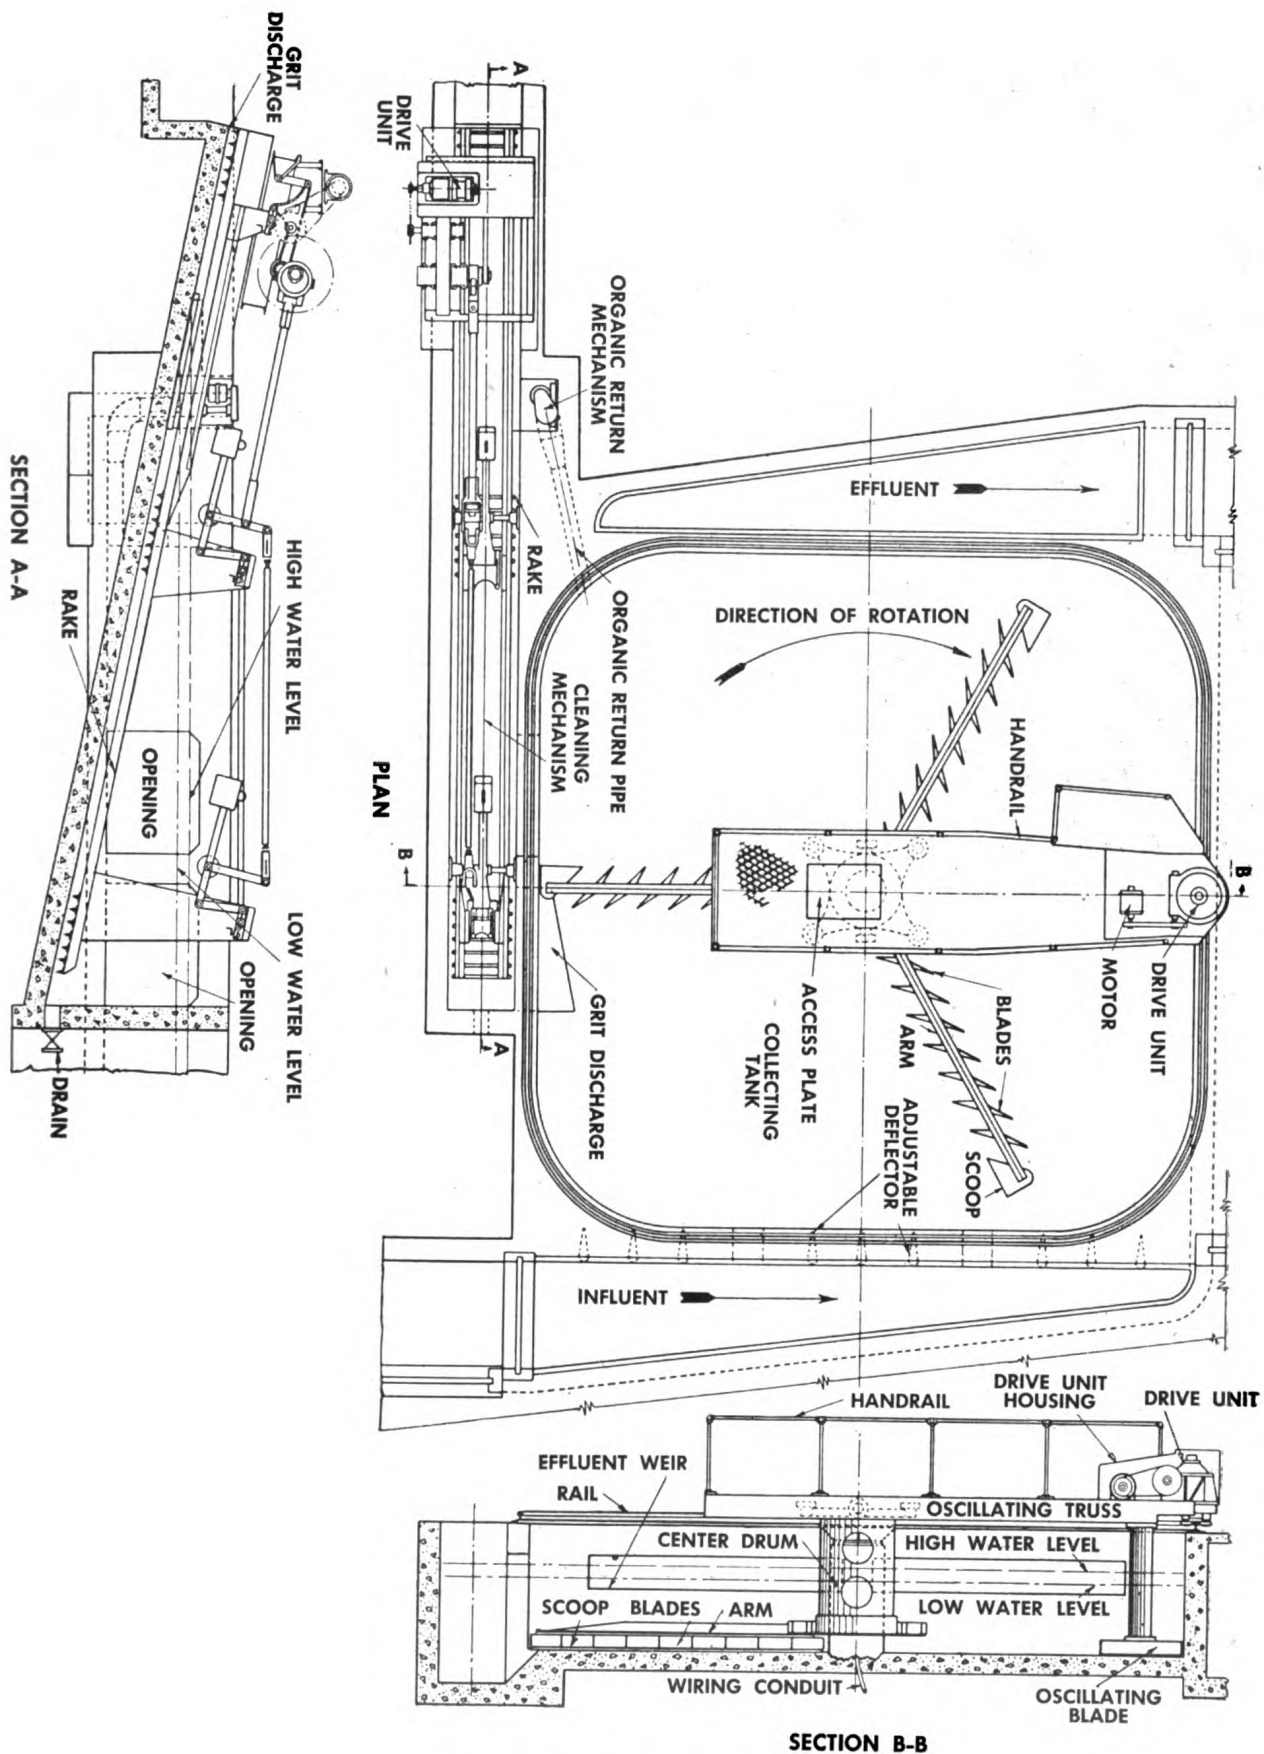 GRIT
DISCHARGE
HIGH WATER LEVEL
RAKE
OPENING
LOW WATER LEVEL
OPENING
DRAIN
SECTION A-A
A
DRIVE
UNIT
ORGANIC RETURN
MECHANISM
RAKE
ORGANIC RETURN PIPE
CLEANING
MECHANISM
PLAN
B
A
GRIT DISCHARGE
EFFLUENT
DIRECTION OF ROTATION
HANDRAIL
B
MOTOR
DRIVE UNIT
BLADES
ARM
ACCESS PLATE
COLLECTING
TANK
SCOOP
ADJUSTABLE
DEFLECTOR
INFLUENT
HANDRAIL
DRIVE UNIT
HOUSING
DRIVE UNIT
EFFLUENT WEIR
RAIL
OSCILLATING TRUSS
CENTER DRUM
HIGH WATER LEVEL
SCOOP BLADES ARM
LOW WATER LEVEL
WIRING CONDUIT
OSCILLATING
BLADE
SECTION B-B